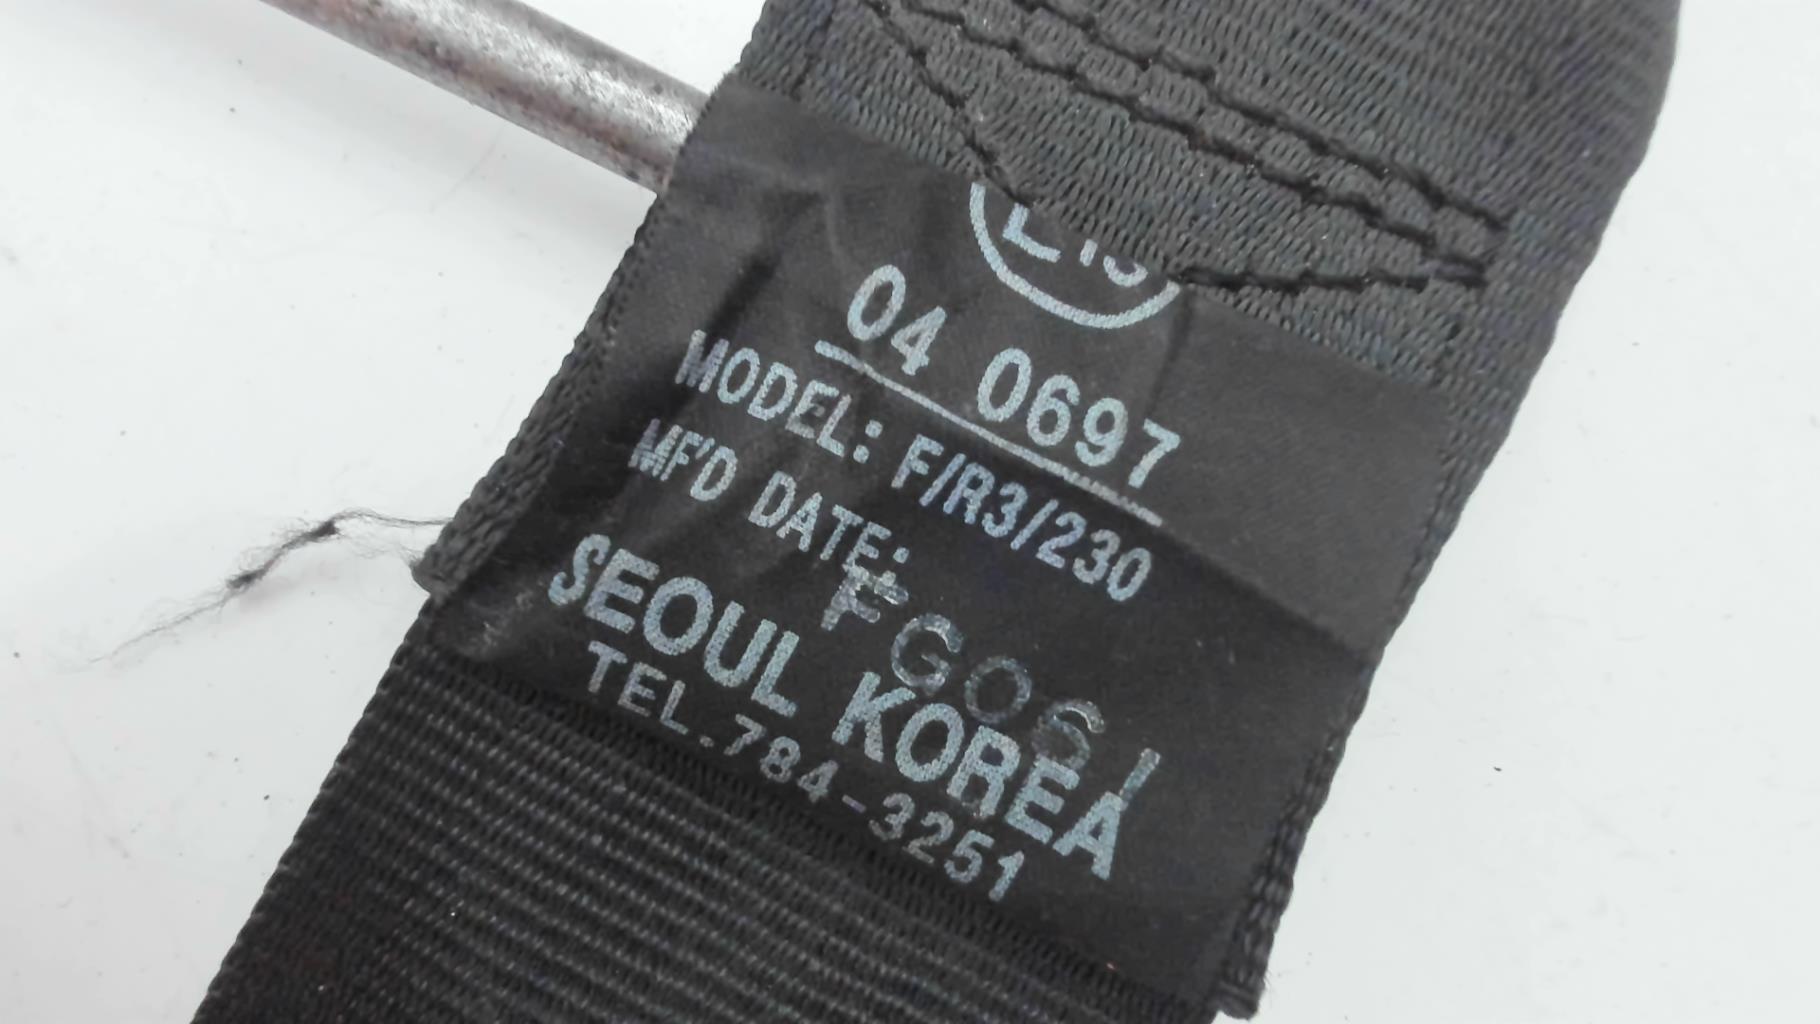 04 0697
MODEL: F/R3/230
MF'D DATE:
FG06
SEOUL KOREA
TEL.784-3251